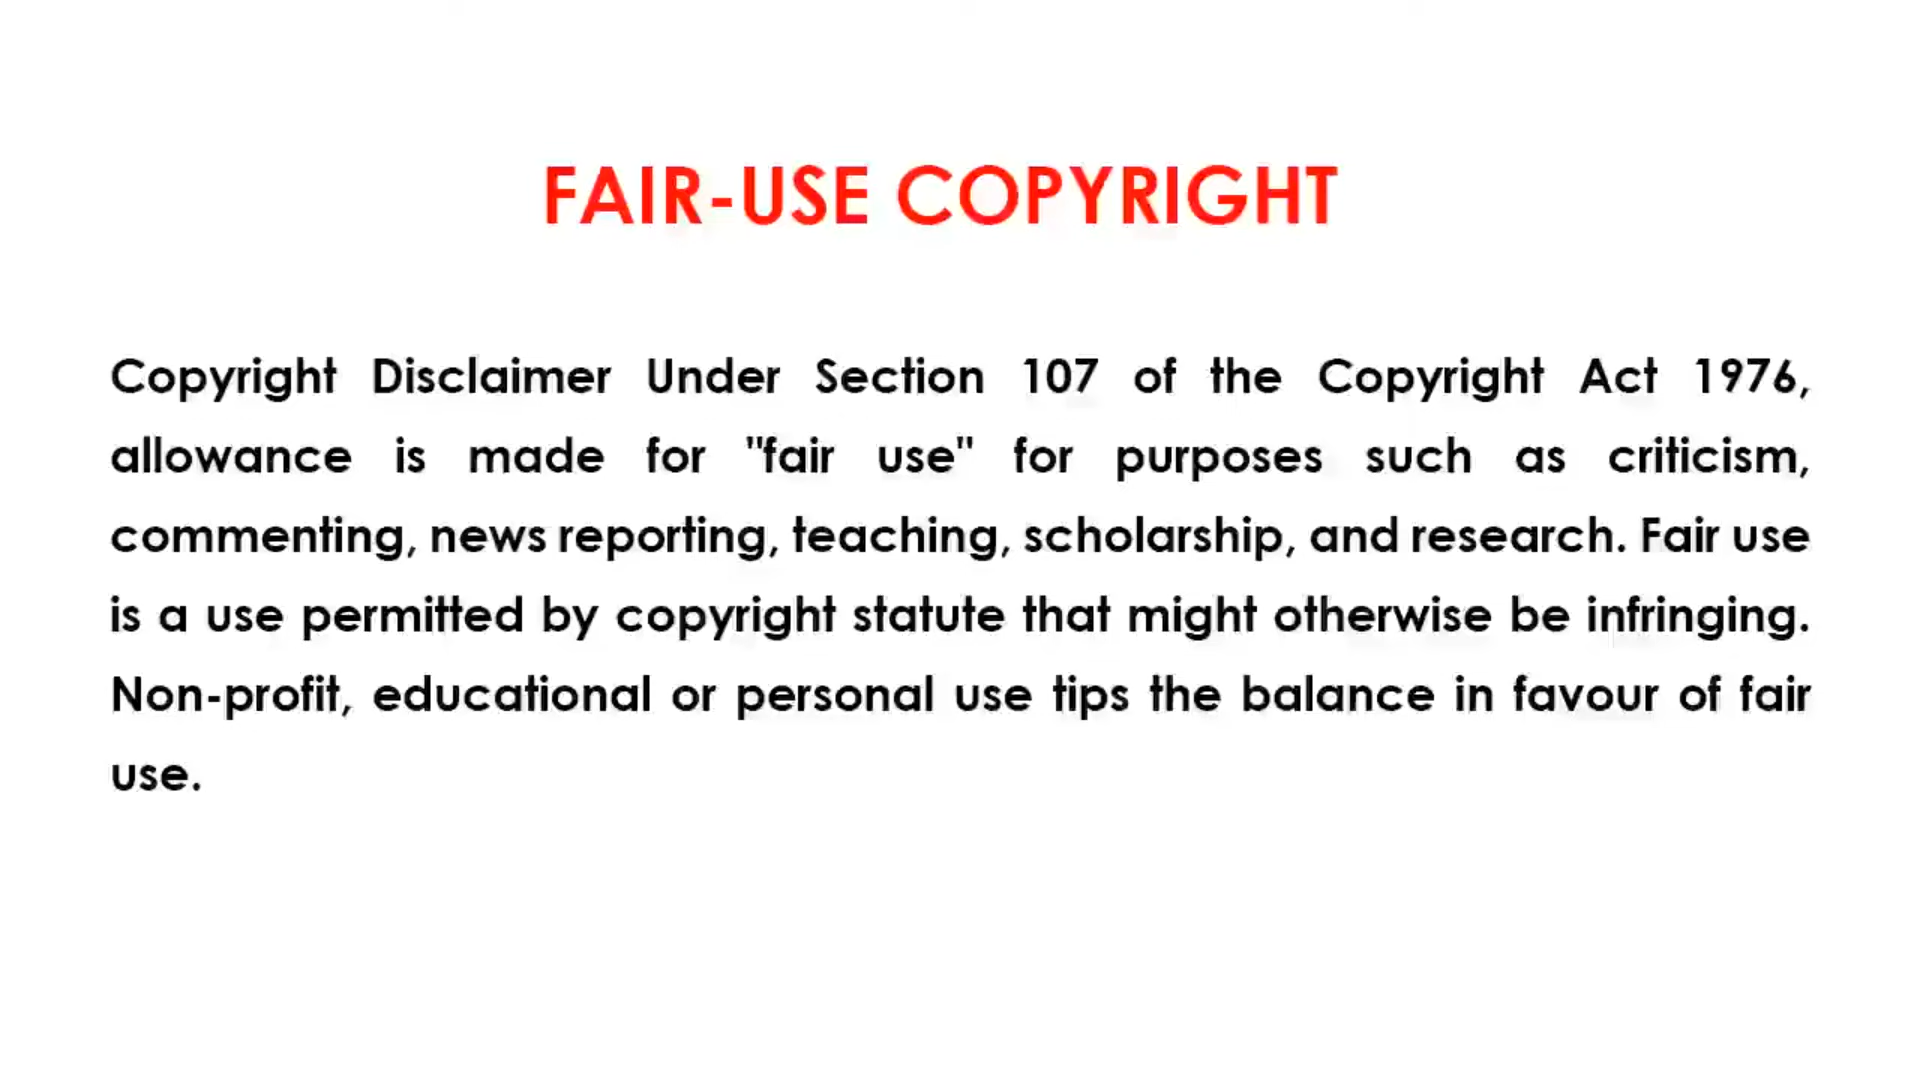 FAIR-USE COPYRIGHT
Copyright Disclaimer Under Section 107 of the Copyright Act 1976,
allowance is made for "fair use" for purposes such as criticism,
commenting, news reporting, teaching, scholarship, and research. Fair use
is a use permitted by copyright statute that might otherwise be infringing.
Non-profit, educational or personal use tips the balance in favour of fair
use.